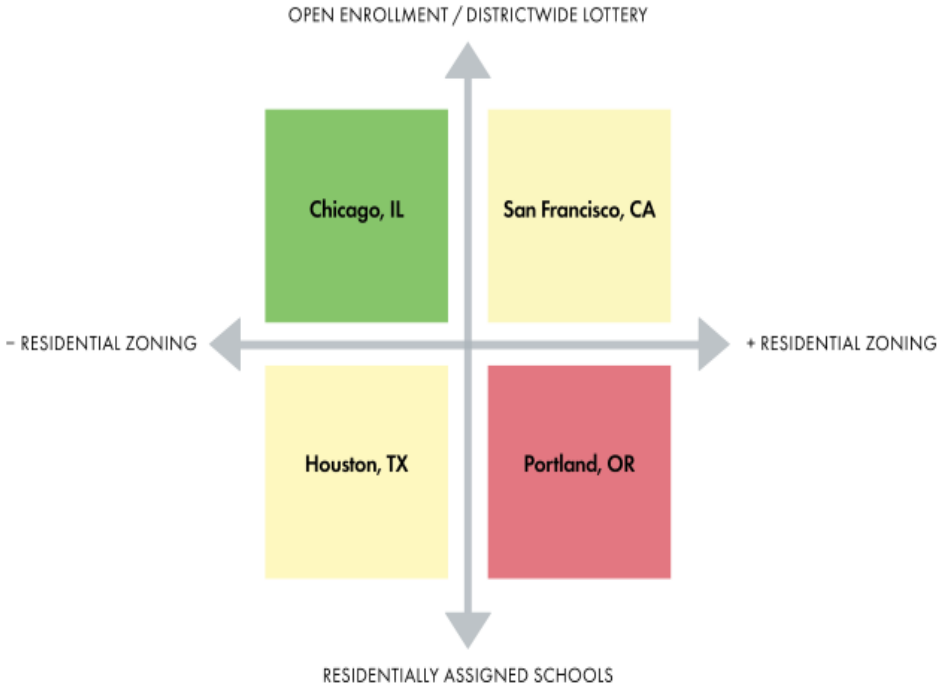 OPEN ENROLLMENT / DISTRICTWIDE LOTTERY
Chicago, IL
San Francisco, CA
– RESIDENTIAL ZONING
+ RESIDENTIAL ZONING
Houston, TX
Portland, OR
RESIDENTIALLY ASSIGNED SCHOOLS